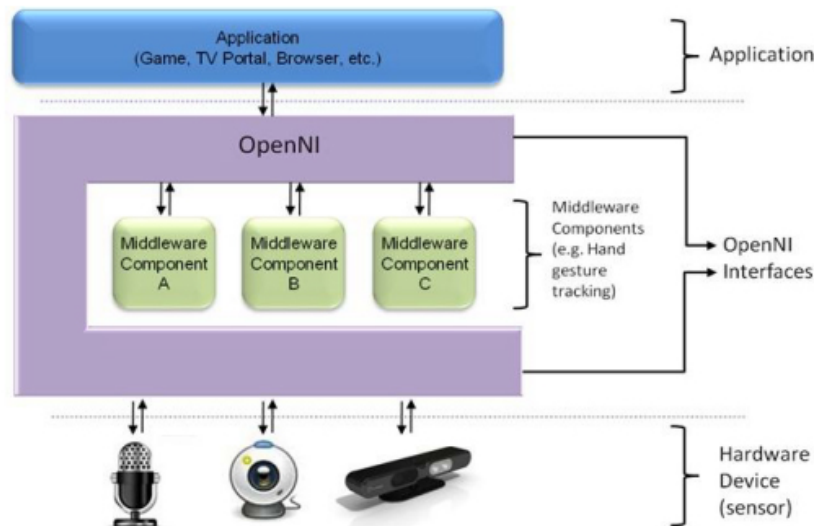 Application
(Game, TV Portal, Browser, etc.)
Application
OpenNI
Middleware
Component
A
Middleware
Component
B
Middleware
Component
C
Middleware
Components
(e.g. Hand
gesture
tracking)
OpenNI
Interfaces
Hardware
Device
(sensor)